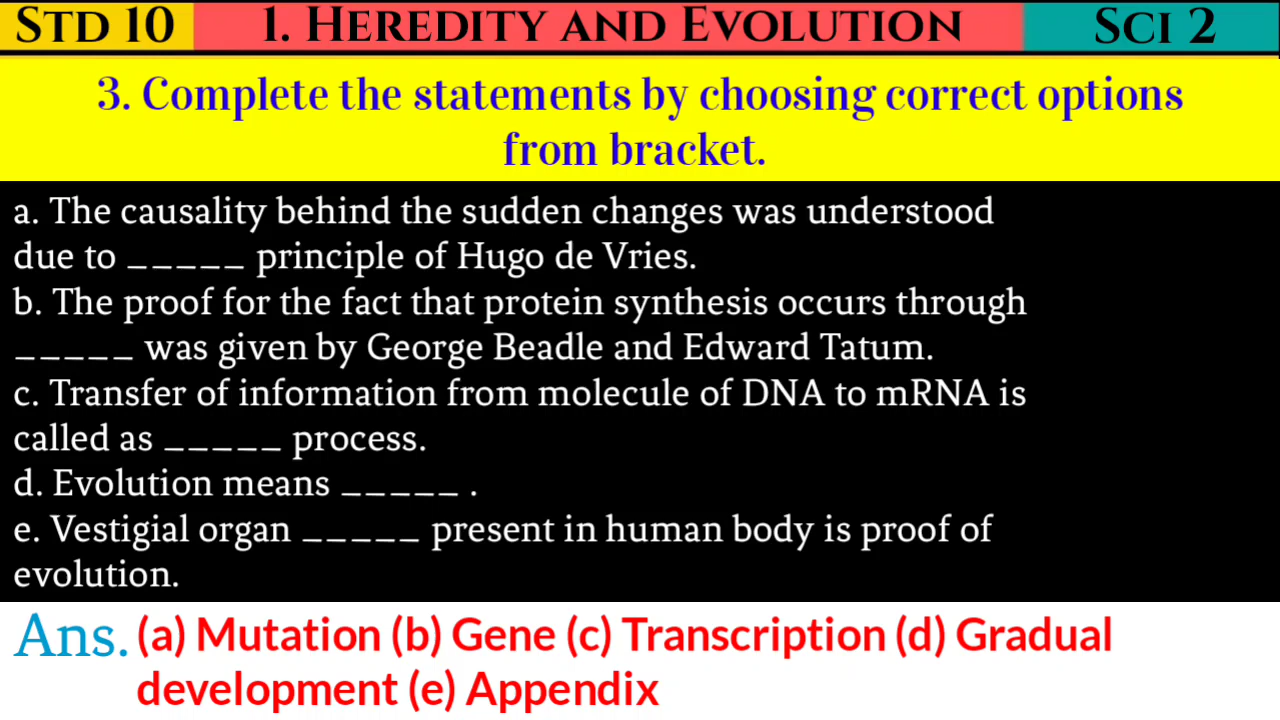 STD 10 1. HEREDITY AND EVOLUTION SCI 2
3. Complete the statements by choosing correct options
from bracket.
a. The causality behind the sudden changes was understood
due to _____ principle of Hugo de Vries.
b. The proof for the fact that protein synthesis occurs through
_____ was given by George Beadle and Edward Tatum.
c. Transfer of information from molecule of DNA to mRNA is
called as _____ process.
d. Evolution means _____ .
e. Vestigial organ _____ present in human body is proof of
evolution.
Ans. (a) Mutation (b) Gene (c) Transcription (d) Gradual
development (e) Appendix